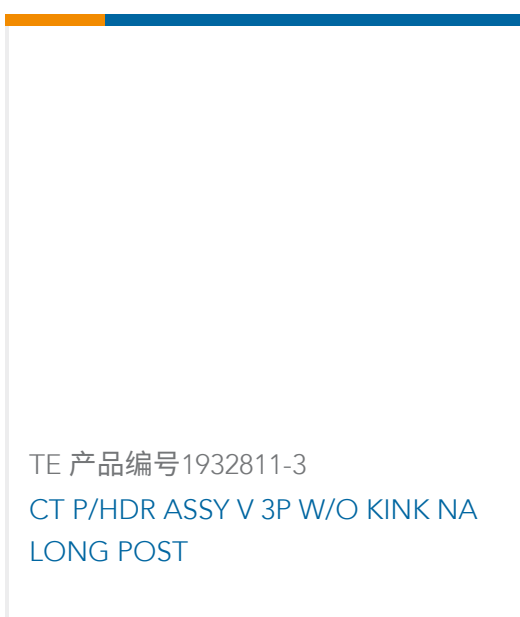 TE 产品编号1932811-3
CT P/HDR ASSY V 3P W/O KINK NA
LONG POST